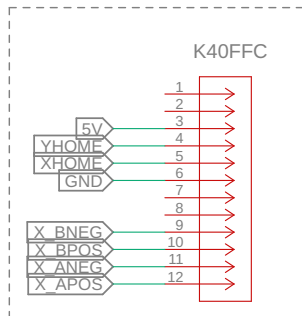 K40FFC
1
2
5V 3
YHOME 4
XHOME 5
GND 6
7
8
X_BNEG 9
X_BPOS 10
X_ANEG 11
X_APOS 12